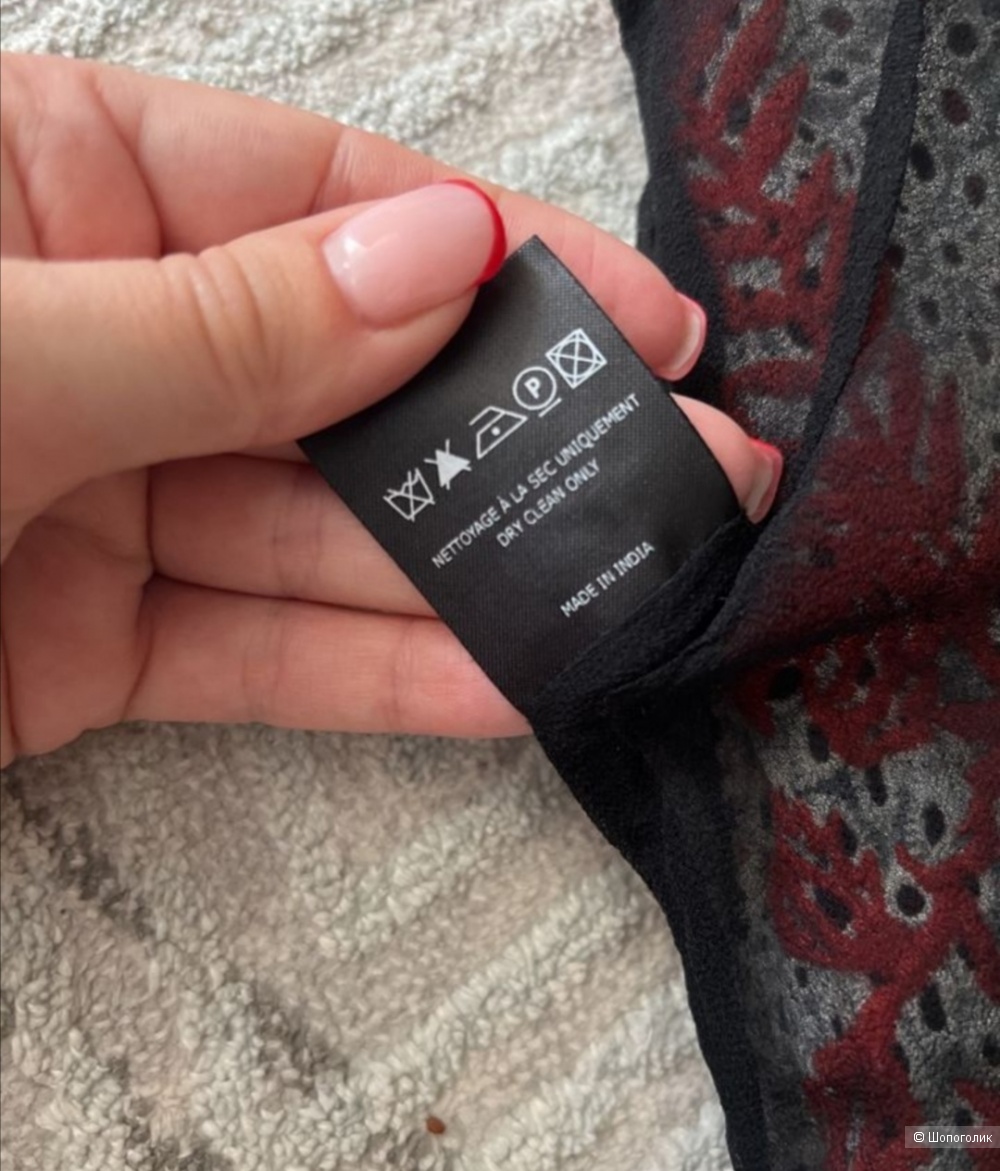 P
NETTOYAGE À LA SEC UNIQUEMENT
DRY CLEAN ONLY
MADE IN INDIA
© Шопоголик